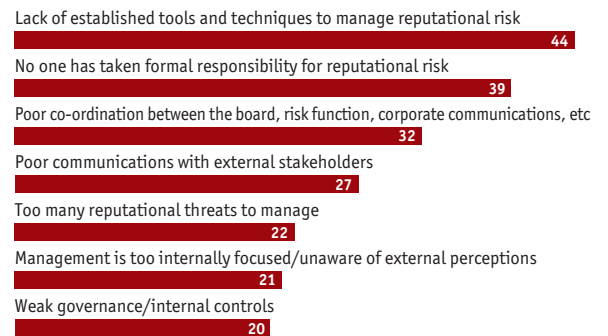 Lack of established tools and techniques to manage reputational risk
44
No one has taken formal responsibility for reputational risk
39
Poor co-ordination between the board, risk function, corporate communications, etc
32
Poor communications with external stakeholders
27
Too many reputational threats to manage
22
Management is too internally focused/unaware of external perceptions
21
Weak governance/internal controls
20